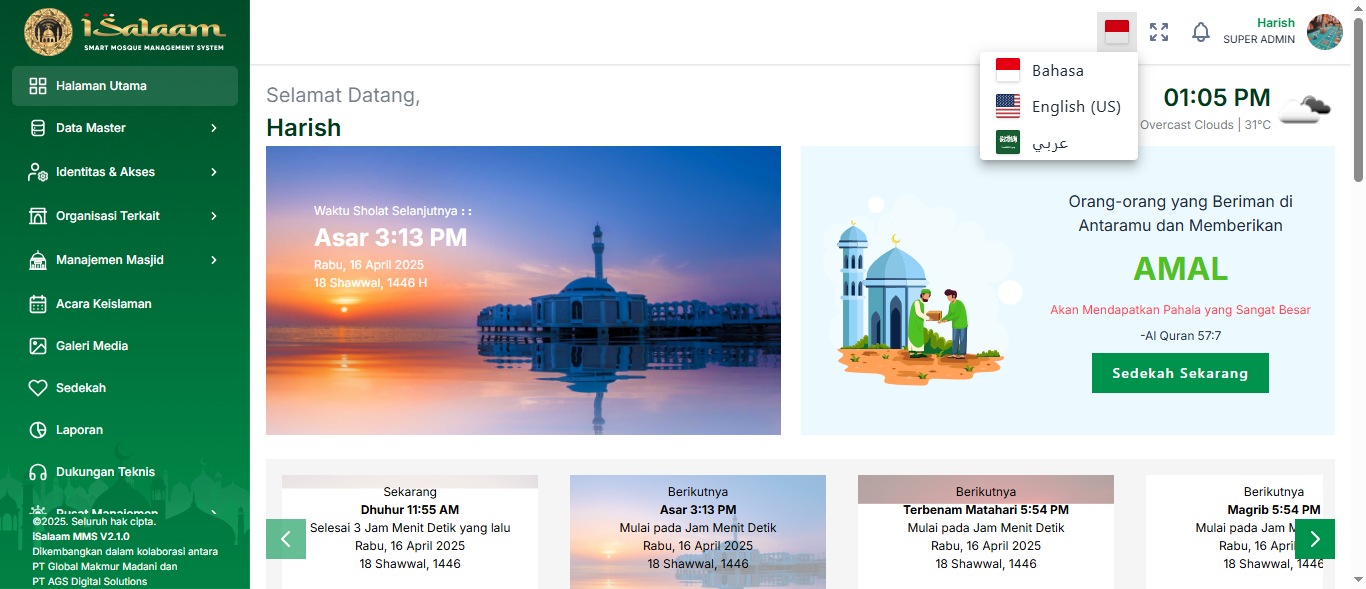 iSalaam
SMART MOSQUE MANAGEMENT SYSTEM
Halaman Utama
Data Master
Identitas & Akses
Organisasi Terkait
Manajemen Masjid
Acara Keislaman
Galeri Media
Sedekah
Laporan
Dukungan Teknis
Pusat Manajemen
©2025. Seluruh hak cipta.
iSalaam MMS V2.1.0
Dikembangkan dalam kolaborasi antara
PT Global Makmur Madani dan
PT AGS Digital Solutions
Harish
SUPER ADMIN
Bahasa
English (US)
عربي
Selamat Datang,
Harish
01:05 PM
Overcast Clouds | 31°C
Waktu Sholat Selanjutnya : :
Asar 3:13 PM
Rabu, 16 April 2025
18 Shawwal, 1446 H
Orang-orang yang Beriman di
Antaramu dan Memberikan
AMAL
Akan Mendapatkan Pahala yang Sangat Besar
-Al Quran 57:7
Sedekah Sekarang
Sekarang
Dhuhur 11:55 AM
Selesai 3 Jam Menit Detik yang lalu
Rabu, 16 April 2025
18 Shawwal, 1446
Berikutnya
Asar 3:13 PM
Mulai pada Jam Menit Detik
Rabu, 16 April 2025
18 Shawwal, 1446
Berikutnya
Terbenam Matahari 5:54 PM
Mulai pada Jam Menit Detik
Rabu, 16 April 2025
18 Shawwal, 1446
Berikutnya
Magrib 5:54 PM
Mulai pada Jam
Rabu, 16 April
18 Shawwal, 1446